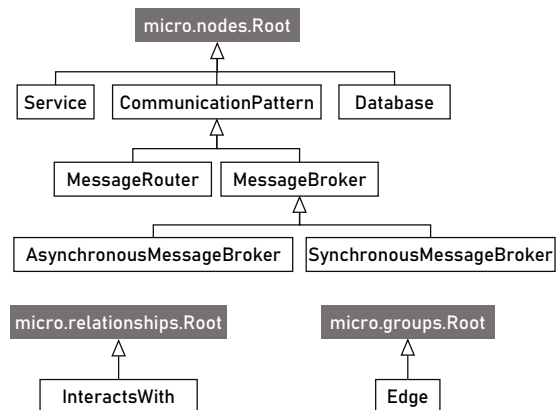 micro.nodes.Root
Service CommunicationPattern Database
MessageRouter MessageBroker
AsynchronousMessageBroker SynchronousMessageBroker
micro.relationships.Root micro.groups.Root
InteractsWith Edge